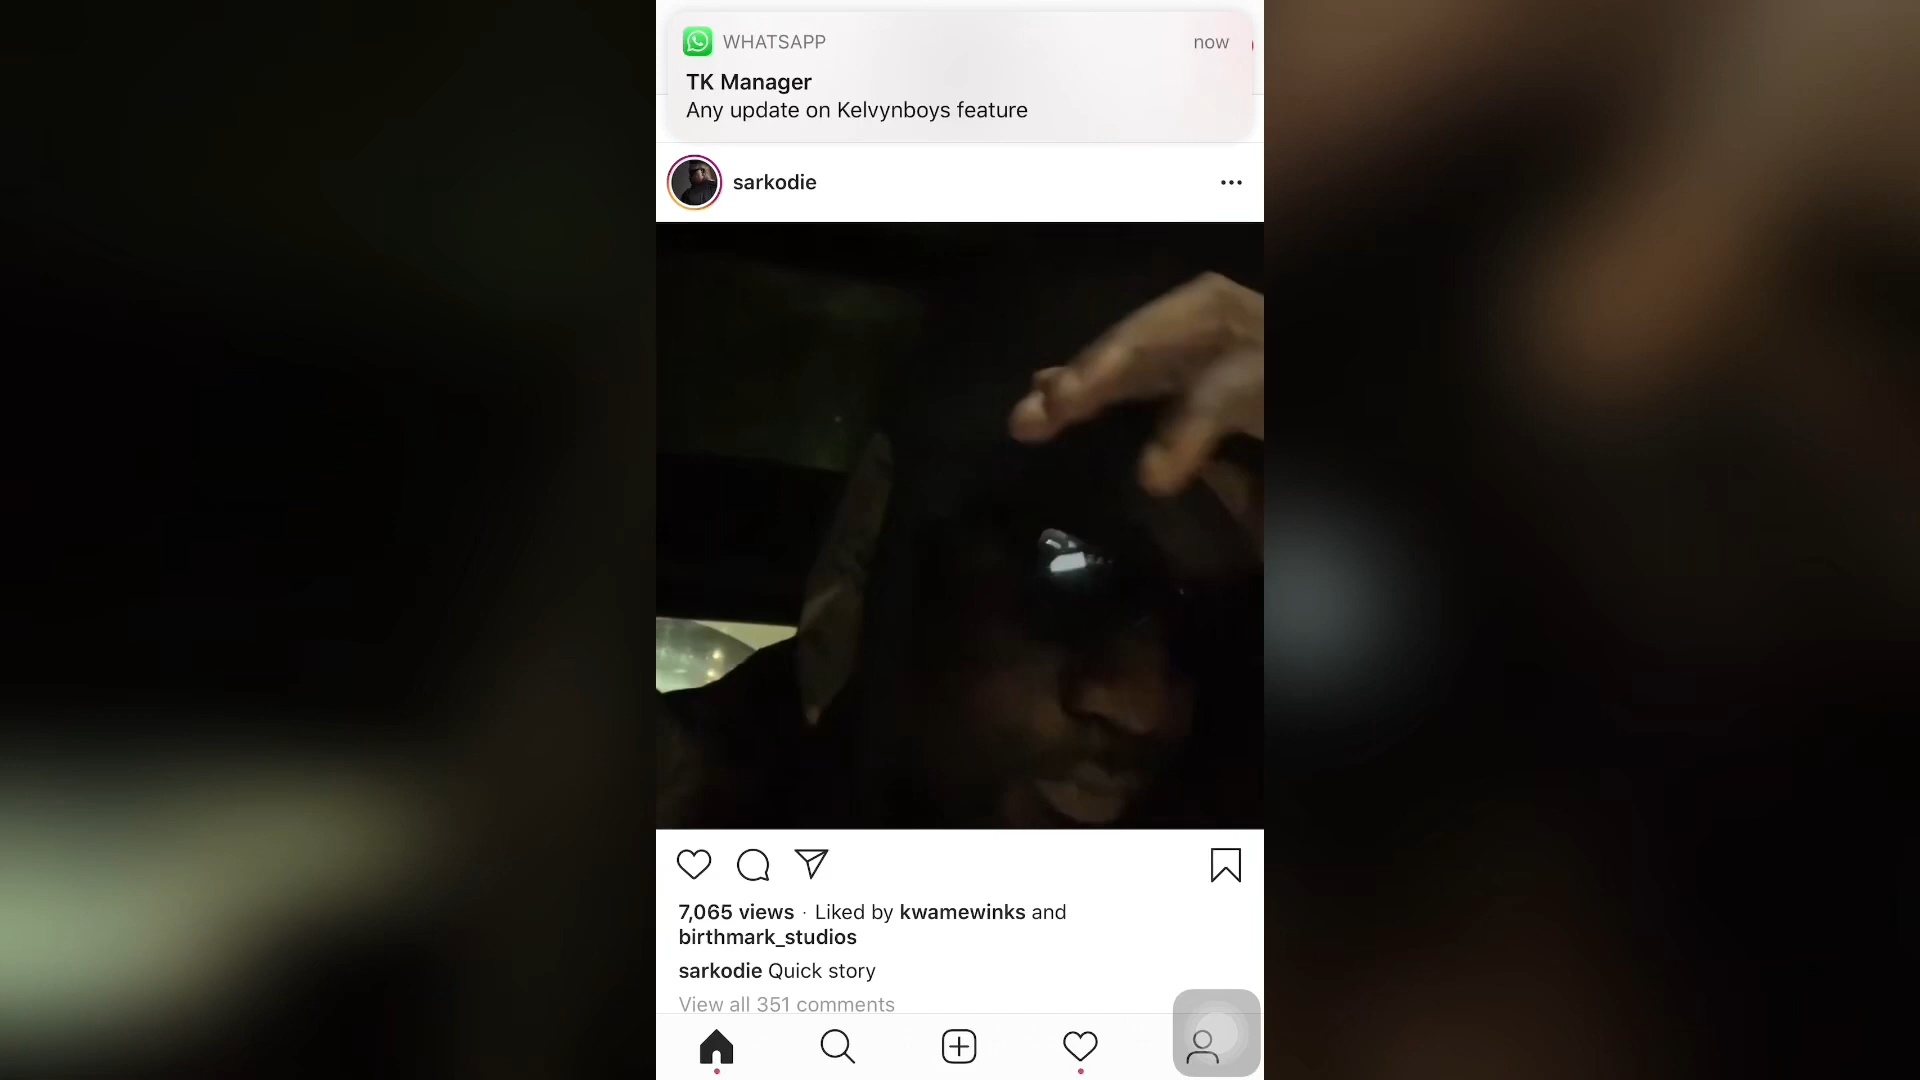 WHATSAPP now
TK Manager
Any update on Kelvynboys feature
sarkodie
7,065 views · Liked by kwamewinks and
birthmark_studios
sarkodie Quick story
View all 351 comments